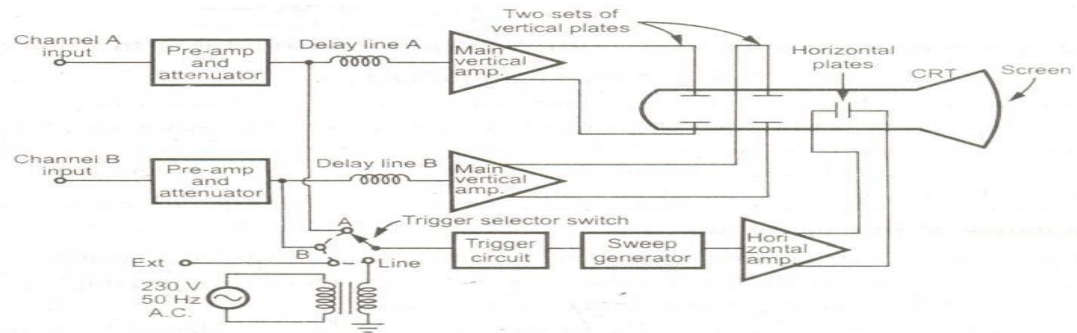 Two sets of
vertical plates
Channel A
input
Pre-amp
and
attenuator
Delay line A
Main
vertical
amp.
Horizontal
plates
CRT
Screen
Channel B
input
Pre-amp
and
attenuator
Delay line B
Main
vertical
amp.
A
Trigger selector switch
B
Ext
Line
Trigger
circuit
Sweep
generator
Hori
zontal
amp.
230 V
50 Hz
A.C.